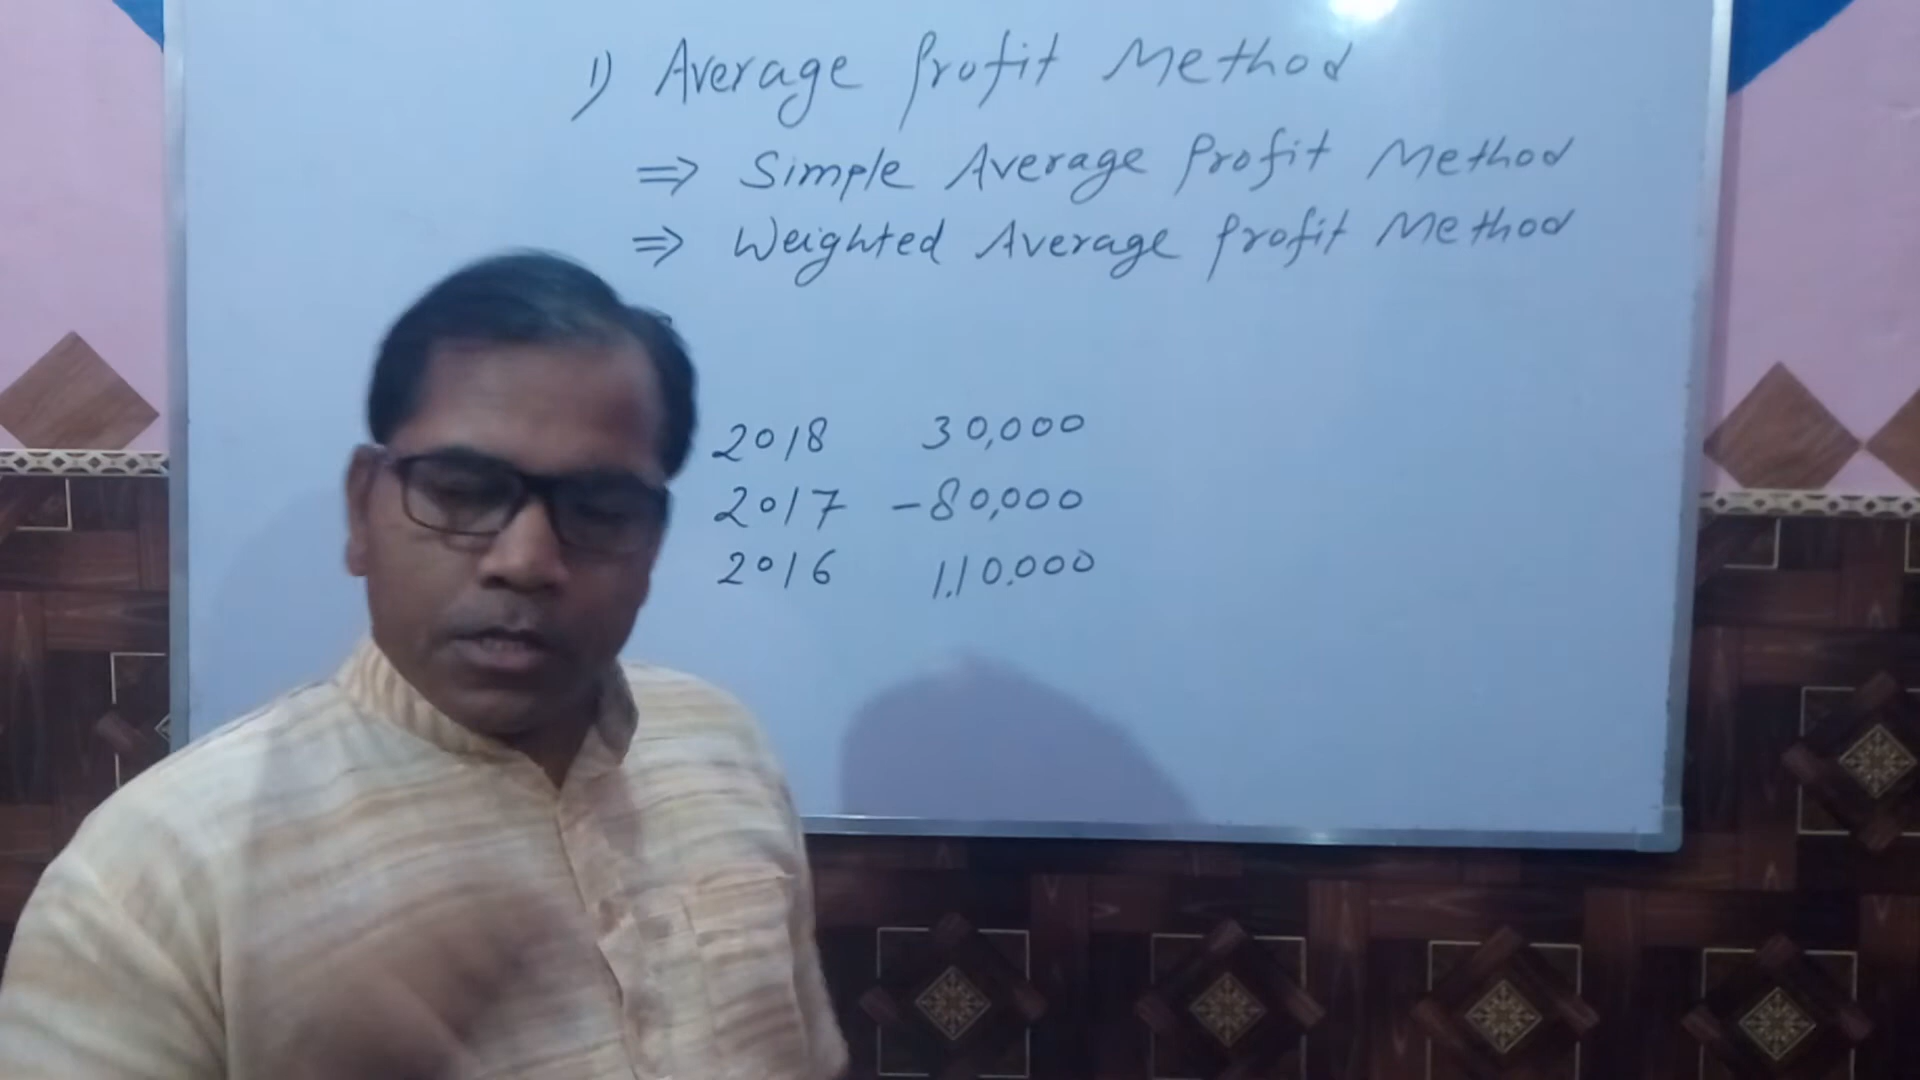 1) Average Profit Method
⇒ Simple Average Profit Method
⇒ Weighted Average Profit Method
2018 30,000
2017 -80,000
2016 1,10,000